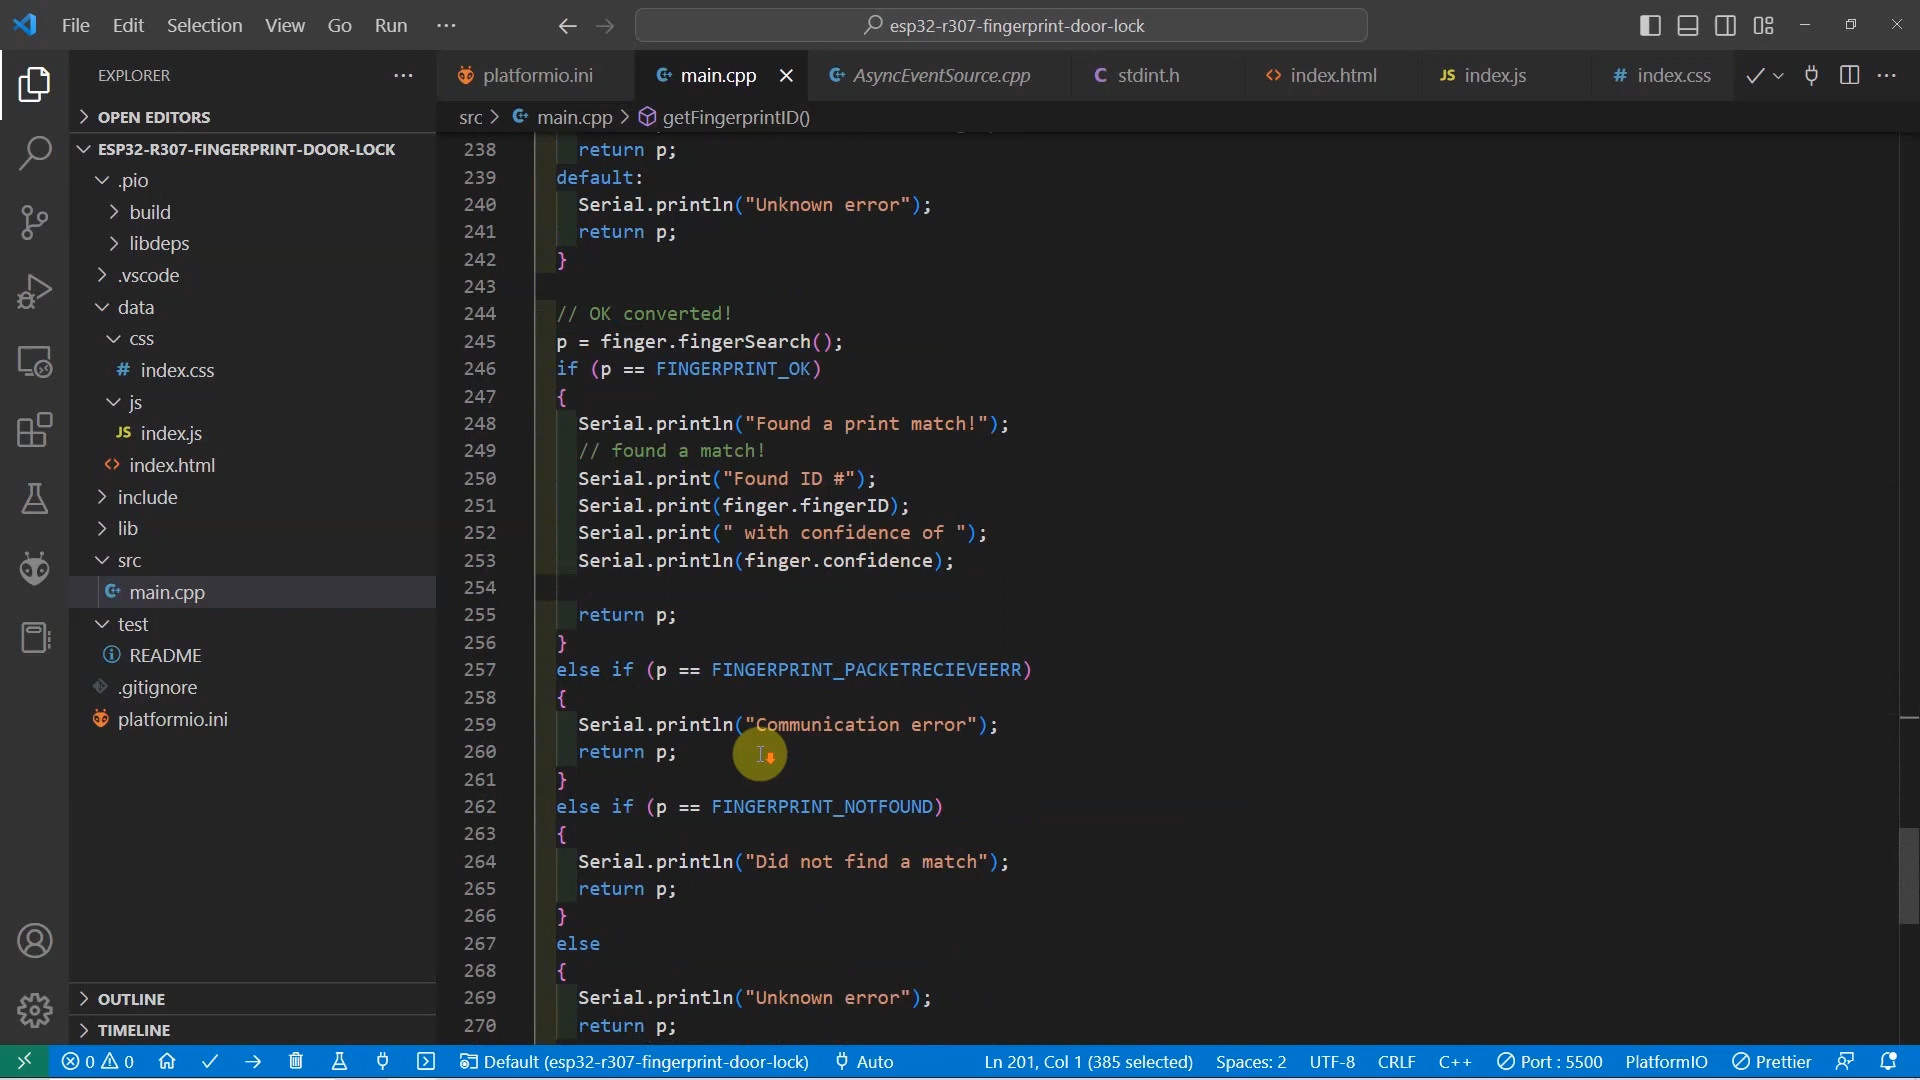 File Edit Selection View Go Run ··· esp32-r307-fingerprint-door-lock
EXPLORER ···
platformio.ini main.cpp AsyncEventSource.cpp C stdint.h <> index.html JS index.js # index.css
src > main.cpp > getFingerprintID()
OPEN EDITORS
ESP32-R307-FINGERPRINT-DOOR-LOCK
.pio
build
libdeps
.vscode
data
css
# index.css
js
JS index.js
<> index.html
include
lib
src
main.cpp
test
README
.gitignore
platformio.ini
OUTLINE
TIMELINE
238 return p;
239 default:
240 Serial.println("Unknown error");
241 return p;
242 }
243
244 // OK converted!
245 p = finger.fingerSearch();
246 if (p == FINGERPRINT_OK)
247 {
248 Serial.println("Found a print match!");
249 // found a match!
250 Serial.print("Found ID #");
251 Serial.print(finger.fingerID);
252 Serial.print(" with confidence of ");
253 Serial.println(finger.confidence);
254
255 return p;
256 }
257 else if (p == FINGERPRINT_PACKETRECIEVEERR)
258 {
259 Serial.println("Communication error");
260 return p;
261 }
262 else if (p == FINGERPRINT_NOTFOUND)
263 {
264 Serial.println("Did not find a match");
265 return p;
266 }
267 else
268 {
269 Serial.println("Unknown error");
270 return p;
0 0 Default (esp32-r307-fingerprint-door-lock) Auto Ln 201, Col 1 (385 selected) Spaces: 2 UTF-8 CRLF C++ Port : 5500 PlatformIO Prettier